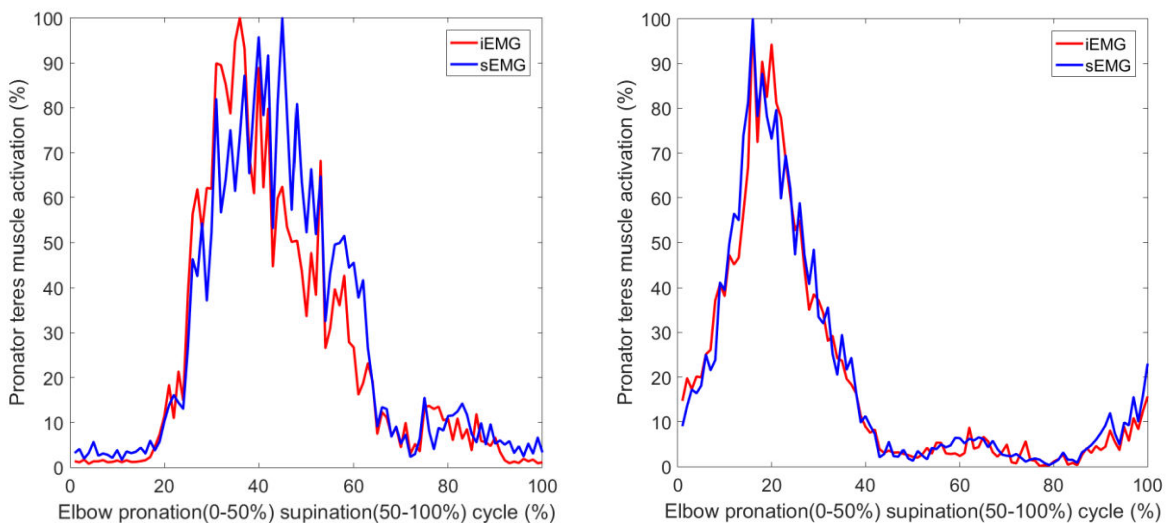 100
90
80
70
60
50
40
30
20
10
0
Pronator teres muscle activation (%)
iEMG
sEMG
0 20 40 60 80 100
Elbow pronation(0-50%) supination(50-100%) cycle (%)
100
90
80
70
60
50
40
30
20
10
0
Pronator teres muscle activation (%)
iEMG
sEMG
0 20 40 60 80 100
Elbow pronation(0-50%) supination(50-100%) cycle (%)